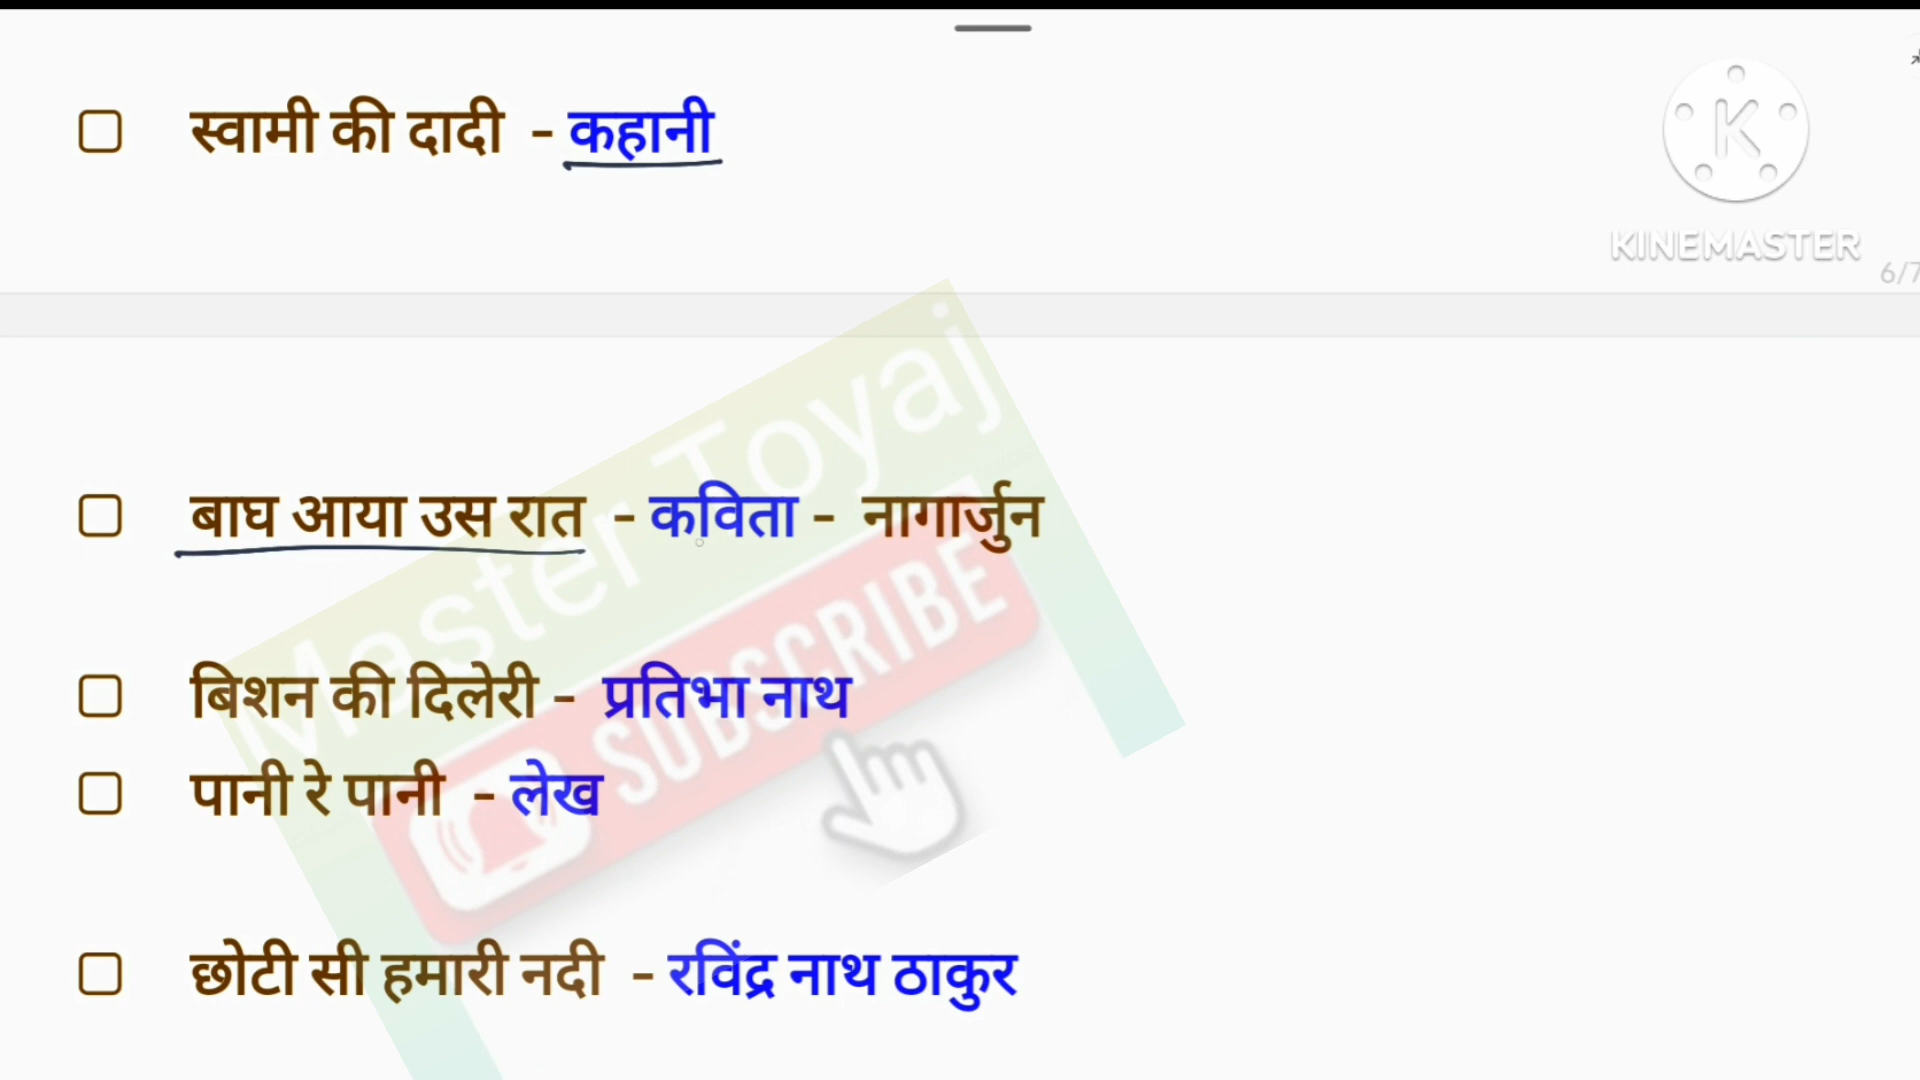 स्वामी की दादी - कहानी
KINEMASTER
6/7
बाघ आया उस रात - कविता - नागार्जुन
Master Toyaj
SUBSCRIBE
बिशन की दिलेरी - प्रतिभा नाथ
पानी रे पानी - लेख
छोटी सी हमारी नदी - रविंद्र नाथ ठाकुर